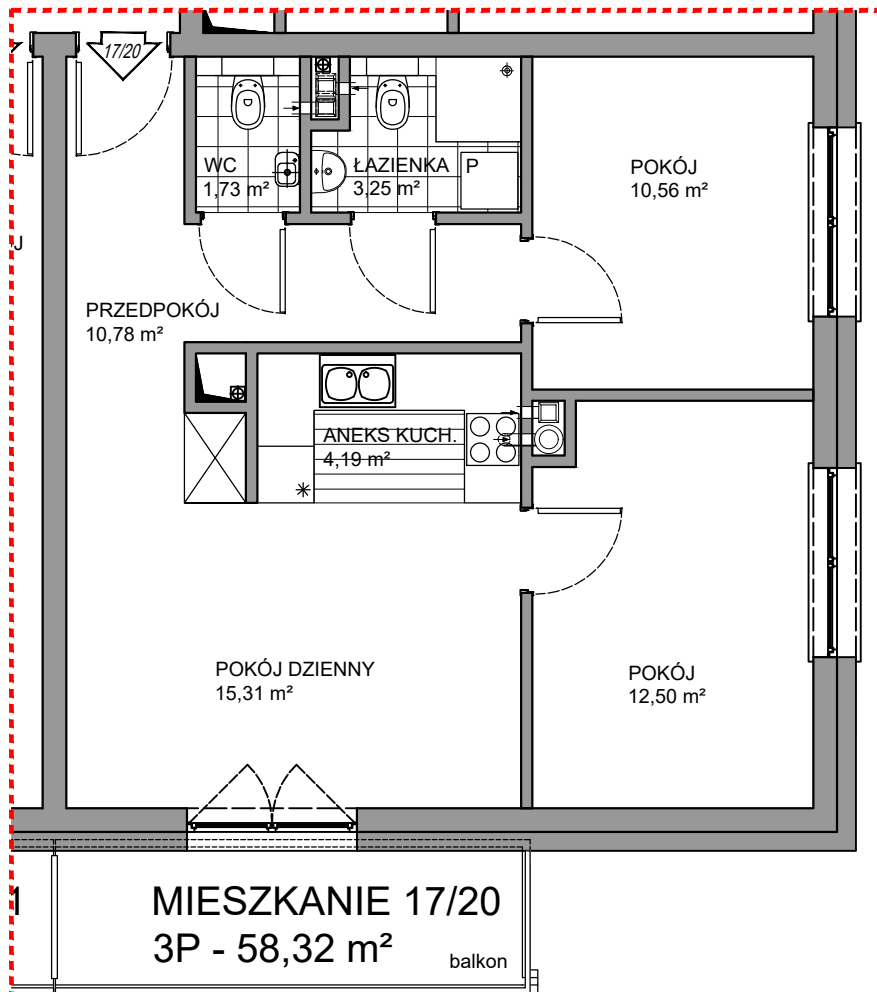 17/20
WC
1,73 m²
ŁAZIENKA
3,25 m²
P
POKÓJ
10,56 m²
J
PRZEDPOKÓJ
10,78 m²
ANEKS KUCH.
4,19 m²
POKÓJ DZIENNY
15,31 m²
POKÓJ
12,50 m²
1
MIESZKANIE 17/20
3P - 58,32 m²
balkon